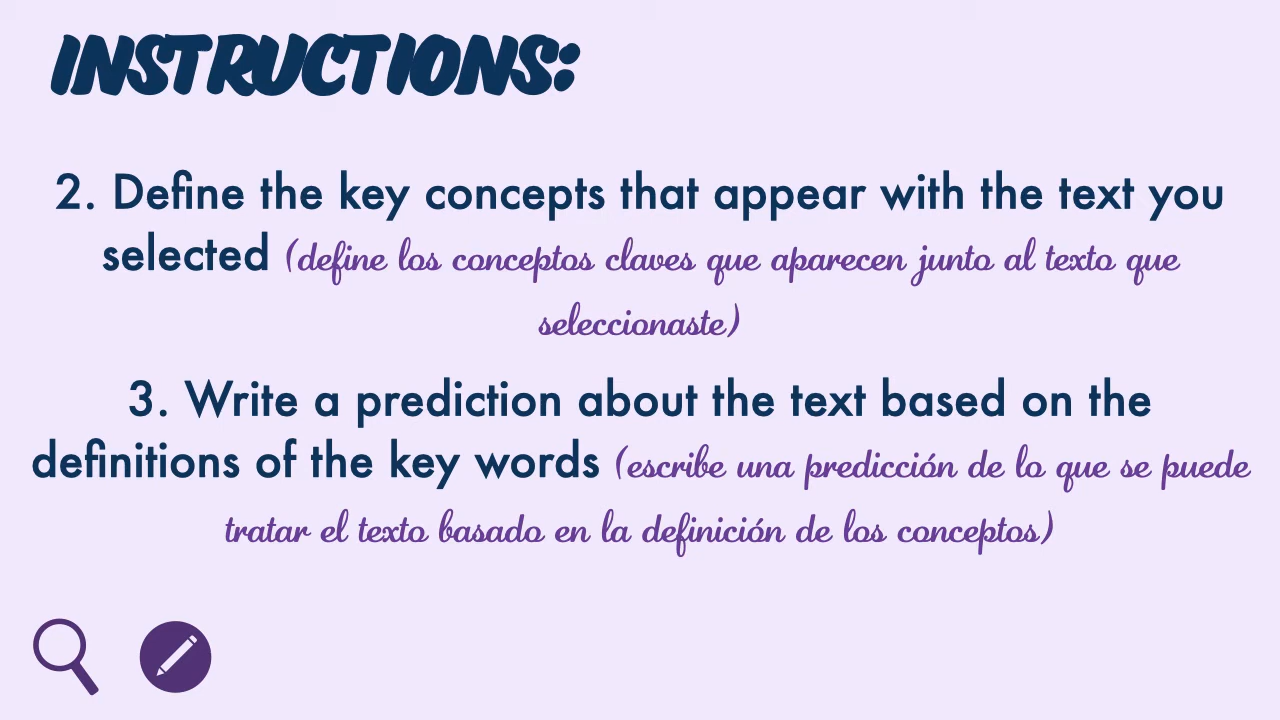 INSTRUCTIONS:
2. Define the key concepts that appear with the text you
selected (define los conceptos claves que aparecen junto al texto que
seleccionaste)
3. Write a prediction about the text based on the
definitions of the key words (escribe una predicción de lo que se puede
tratar el texto basado en la definición de los conceptos)